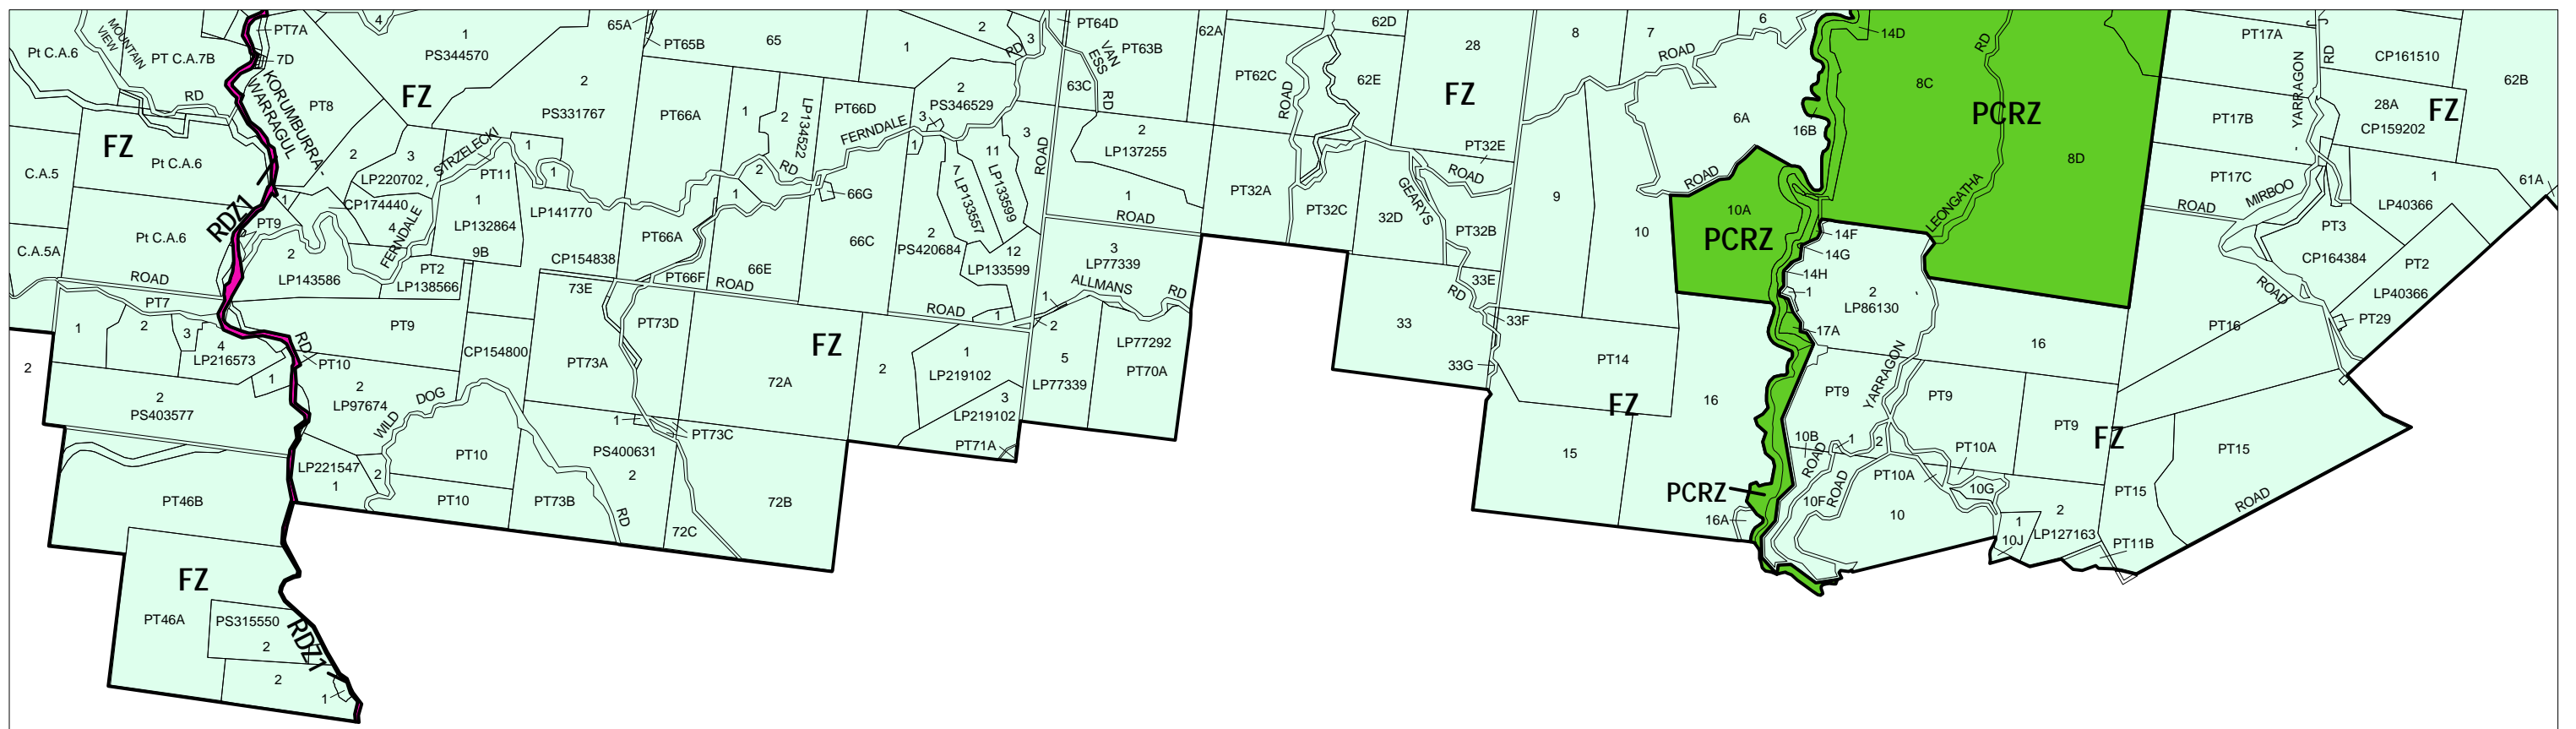 MOUNTAIN
VIEW
RD
Pt C.A.6
PT C.A.7B
PT7A
7D
KORUMBURRA -
WARRAGUL
PT8
4
1
PS344570
FZ
65A
PT65B
65
2
PS331767
1
2
RD
3
PT64D
VAN
ESS
RD
PT63B
63C
62A
62D
PT62C
ROAD
62E
28
FZ
8
7
ROAD
6
14D
8C
RD
PCRZ
8D
PT17A
YARRAGON
RD
CP161510
62B
28A
CP159202
FZ
PT17B
6A
16B
FZ
Pt C.A.6
C.A.5
2
3
LP220702
STRZELECKI
PT11
1
1
PT66A
1
2
LP134522
PT66D
FERNDALE
2
PS346529
3
1
2
RD
66G
1
3
ROAD
11
LP133557
LP133599
2
LP137255
1
ROAD
PT32A
PT32C
32D
GEARYS
PT32E
ROAD
PT32B
9
10
ROAD
10A
PCRZ
LEONGATHA
PT17C
ROAD
MIRBOO
PT3
CP164384
1
LP40366
61A
RDZ1
1
PT9
CP174440
4
FERNDALE
1
LP132864
9B
LP141770
CP154838
Pt C.A.6
C.A.5A
ROAD
2
LP143586
PT2
LP138566
PT66A
PT66F
66E
ROAD
66C
2
PS420684
12
LP133599
ROAD
1
3
LP77339
ALLMANS
RD
1
2
33E
RD
33F
33
33G
14F
14G
14H
1
2
LP86130
17A
16
PT16
ROAD
PT29
PT2
LP40366
PT7
1
2
3
4
LP216573
1
RD
PT10
PT9
CP154800
73E
PT73D
PT73A
FZ
72A
2
1
LP219102
3
LP219102
5
LP77339
LP77292
PT70A
PT14
FZ
16
YARRAGON
PT9
PT9
PT9
FZ
2
2
PS403577
2
LP97674
WILD
DOG
1
PT73C
PS400631
2
PT71A
15
10B
ROAD
1
2
PT10A
PT10A
PT15
PT15
ROAD
LP221547
1
2
PT10
PT10
PT73B
RD
72C
72B
PT46B
PCRZ
16A
10F
ROAD
10
10G
1
10J
2
LP127163
PT11B
FZ
PT46A
PS315550
2
RDZ1
2
1